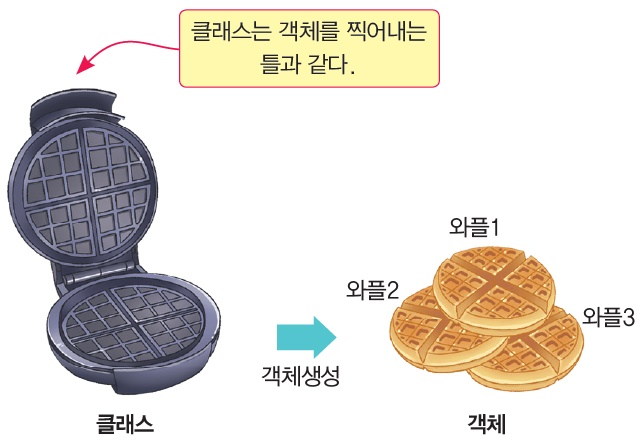 클래스는 객체를 찍어내는
틀과 같다.
와플1
와플2
와플3
객체생성
클래스
객체